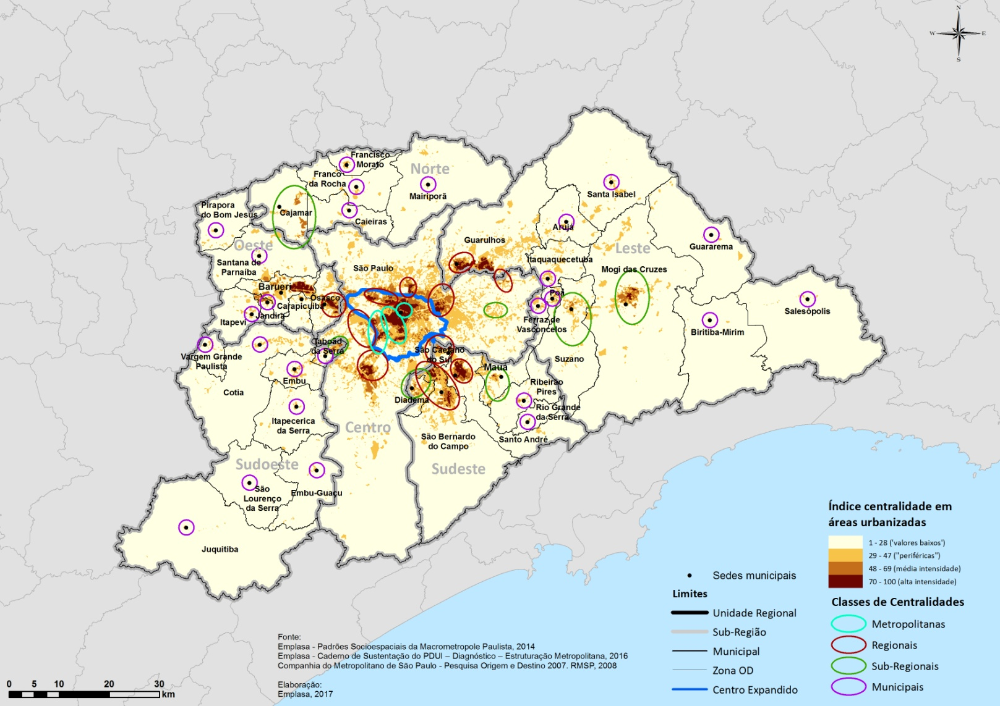 N
W
E
S
Francisco
Morato
Franco
da Rocha
Norte
Mairiporã
Santa Isabel
Pirapora
do Bom Jesus
Cajamar
Caieiras
Arujá
Guarulhos
Guararema
Oeste
Leste
Santana de
Parnaíba
São Paulo
Itaquaquecetuba
Mogi das Cruzes
Barueri
Osasco
Poá
Carapicuiba
Salesópolis
Itapevi
Jandira
Ferraz de
Vasconcelos
Biritiba-Mirim
Taboão
da Serra
São Caetano
do Sul
Vargem Grande
Paulista
Suzano
Mauá
Embu
Ribeirão
Pires
Cotia
Diadema
Rio Grande
da Serra
Itapecerica
da Serra
Centro
São Bernardo
do Campo
Santo André
Sudoeste
Sudeste
São
Lourenço
da Serra
Embu-Guaçu
Juquitiba
Índice centralidade em
áreas urbanizadas
1 - 28 ('valores baixos')
29 - 47 ("periféricas")
48 - 69 (média intensidade)
70 - 100 (alta intensidade)
Classes de Centralidades
Metropolitanas
Regionais
Sub-Regionais
Municipais
Sedes municipais
Limites
Unidade Regional
Sub-Região
Municipal
Zona OD
Centro Expandido
Fonte:
Emplasa - Padrões Socioespaciais da Macrometropole Paulista, 2014
Emplasa - Caderno de Sustentação do PDUI – Diagnóstico – Estruturação Metropolitana, 2016
Companhia do Metropolitano de São Paulo - Pesquisa Origem e Destino 2007. RMSP, 2008
Elaboração:
Emplasa, 2017
0 5 10 20 30
km